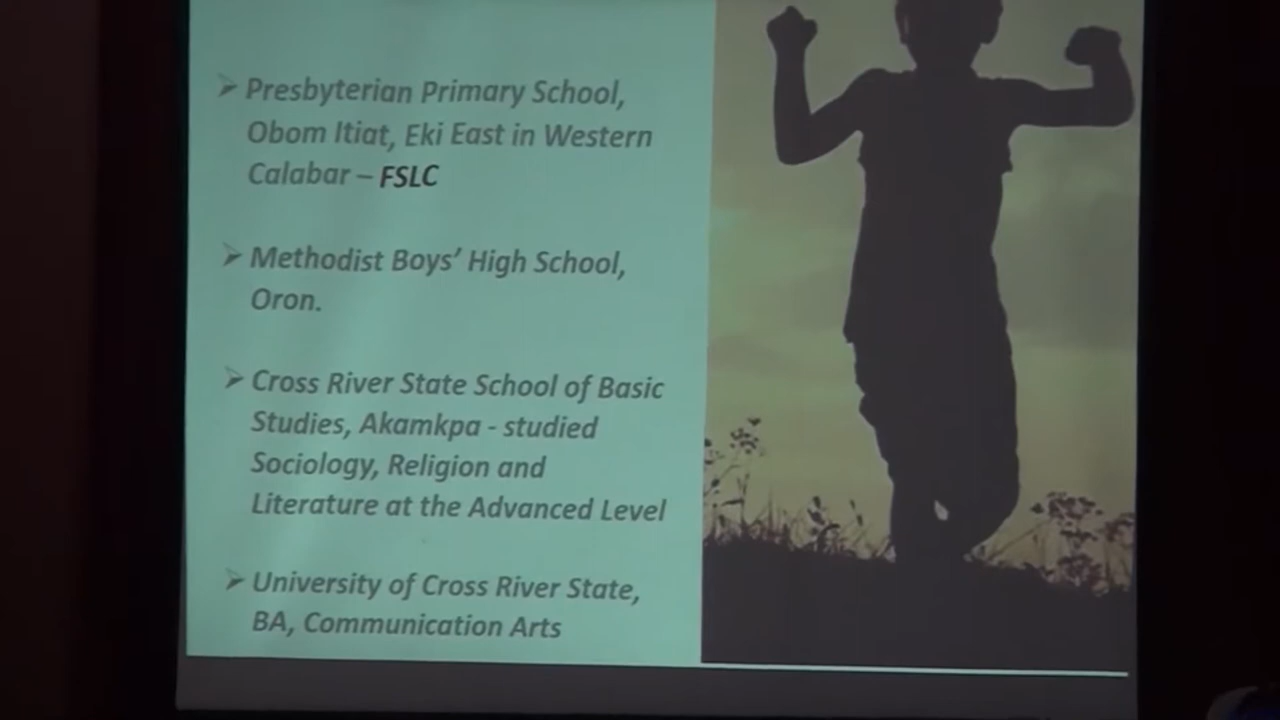 ➢ Presbyterian Primary School,
Obom Itiat, Eki East in Western
Calabar – FSLC
➢ Methodist Boys' High School,
Oron.
➢ Cross River State School of Basic
Studies, Akamkpa - studied
Sociology, Religion and
Literature at the Advanced Level
➢ University of Cross River State,
BA, Communication Arts